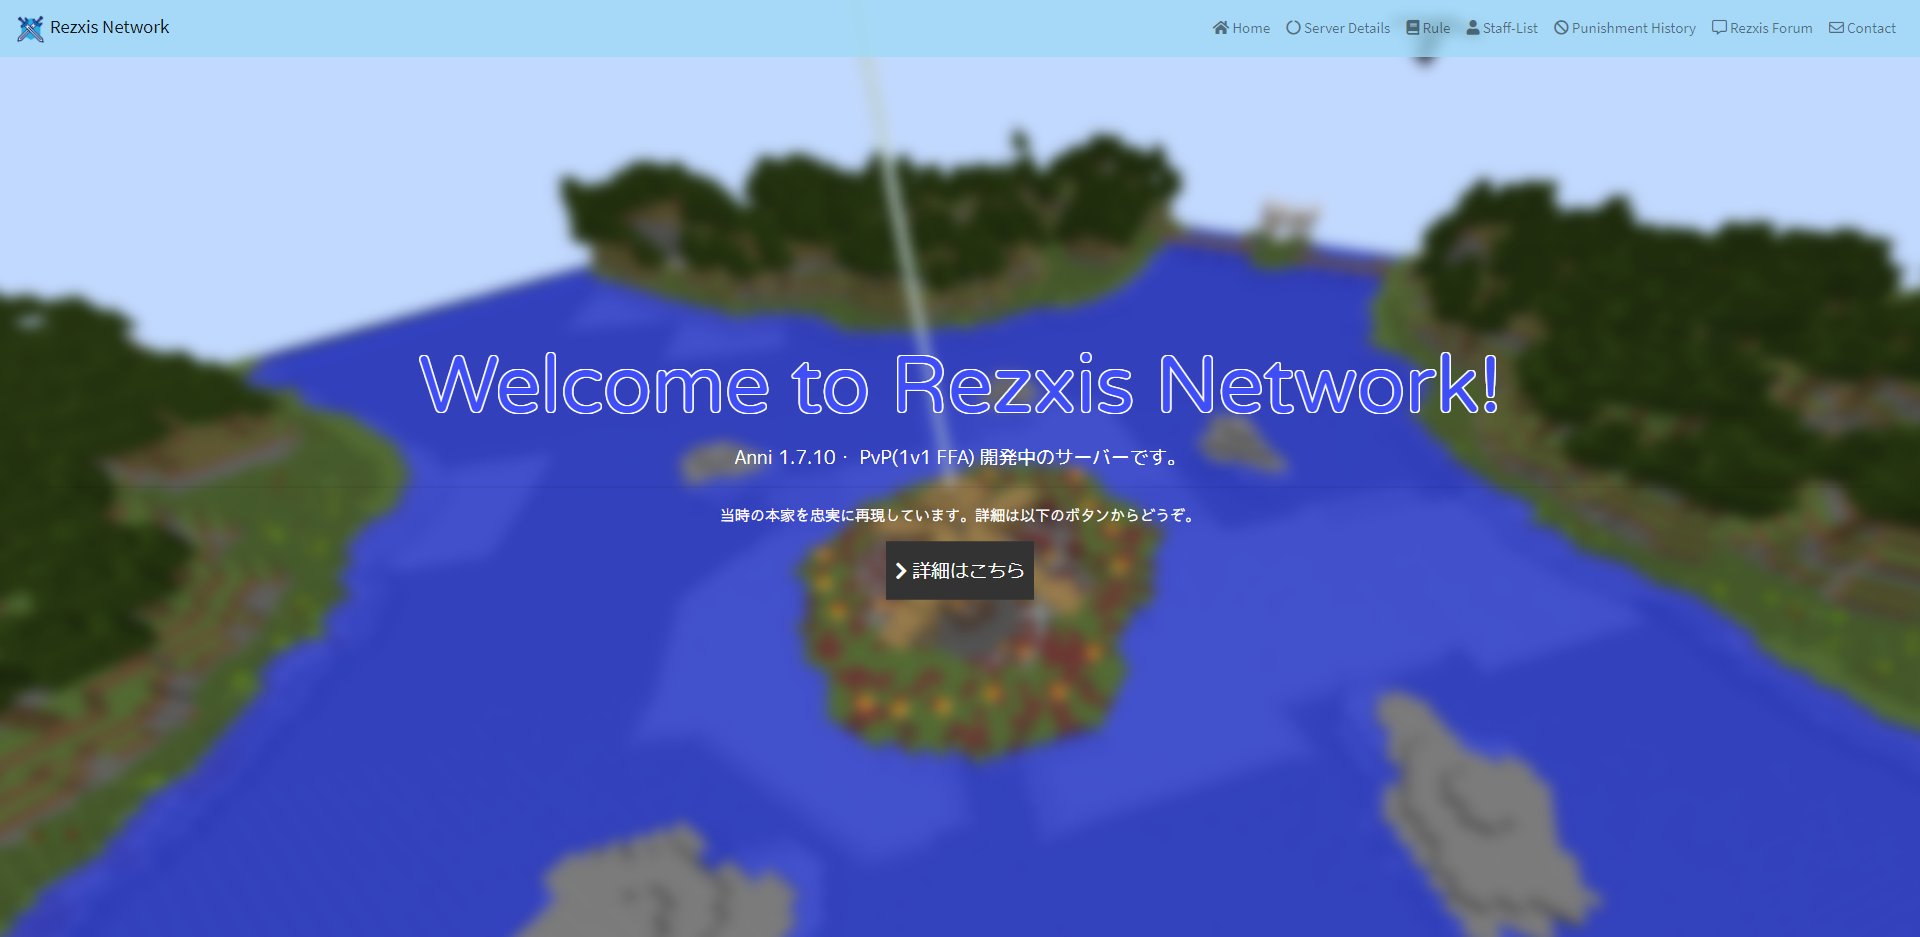 Rezxis Network
Home Server Details Rule Staff-List Punishment History Rezxis Forum Contact
Welcome to Rezxis Network!
Anni 1.7.10・ PvP(1v1 FFA) 開発中のサーバーです。
当時の本家を忠実に再現しています。詳細は以下のボタンからどうぞ。
詳細はこちら